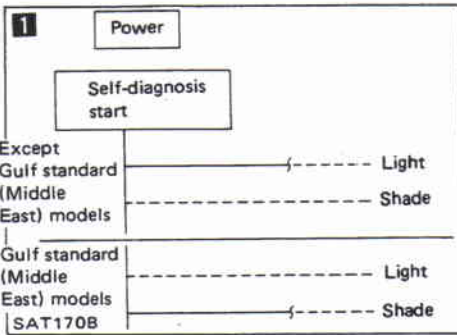 1
Power
Self-diagnosis
start
Except
Gulf standard
(Middle
East) models
Light
Shade
Gulf standard
(Middle
East) models
Light
Shade
SAT170B